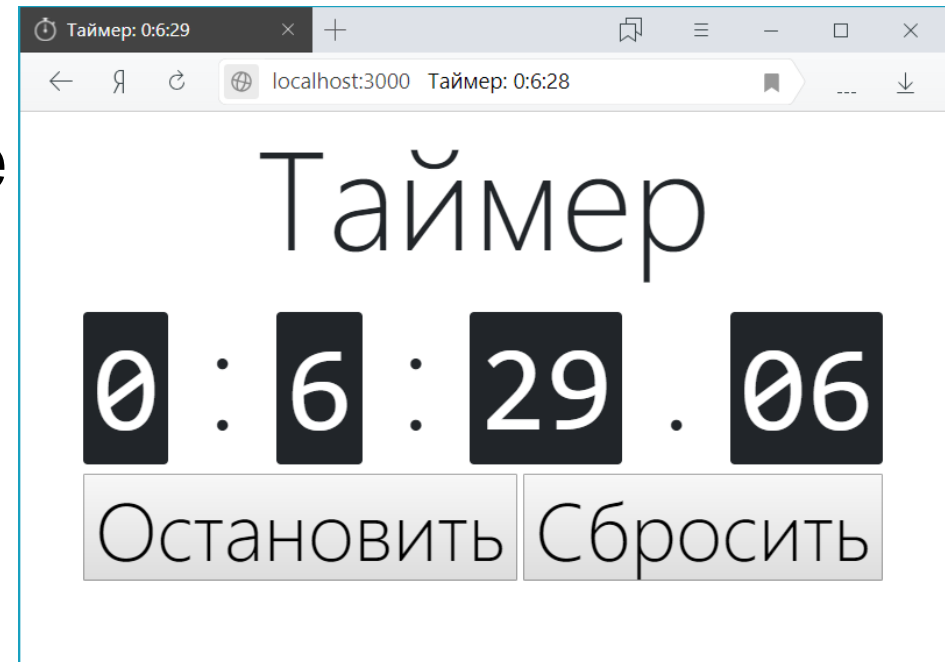 Таймер: 0:6:29
Я localhost:3000 Таймер: 0:6:28
е
Таймер
0 : 6 : 29 . 06
Остановить Сбросить